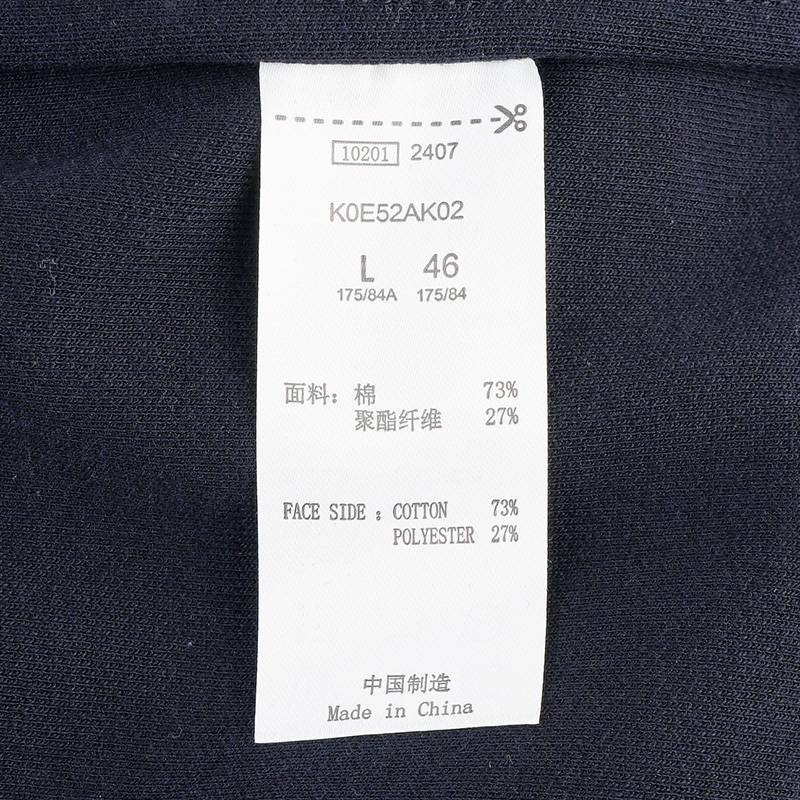 10201 2407
K0E52AK02
L 46
175/84A 175/84
面料：棉 73%
聚酯纤维 27%
FACE SIDE : COTTON 73%
POLYESTER 27%
中国制造
Made in China